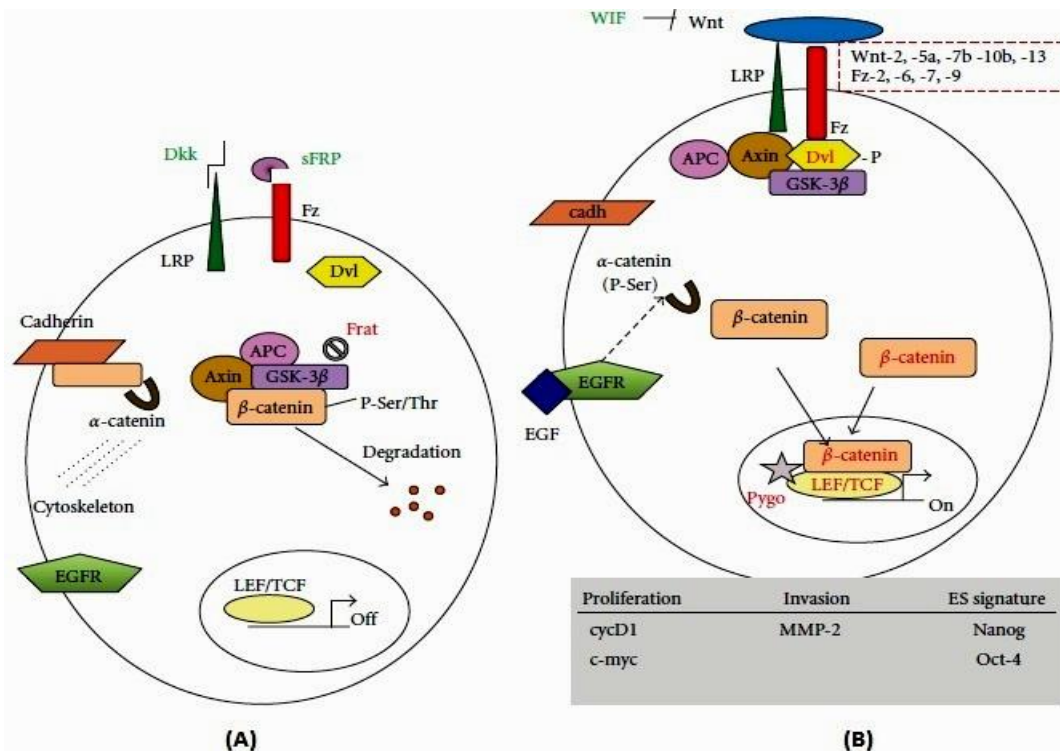 Dkk
sFRP
Fz
LRP
Dvl
Cadherin
Frat
APC
Axin
GSK-3β
β-catenin
P-Ser/Thr
α-catenin
Degradation
Cytoskeleton
EGFR
LEF/TCF
Off
(A)
WIF
Wnt
Wnt-2, -5a, -7b -10b, -13
Fz-2, -6, -7, -9
LRP
Fz
APC
Axin
Dvl
-P
GSK-3β
cadh
α-catenin
(P-Ser)
β-catenin
β-catenin
EGFR
EGF
β-catenin
LEF/TCF
Pygo
On
Proliferation Invasion ES signature
cycD1 MMP-2 Nanog
c-myc Oct-4
(B)